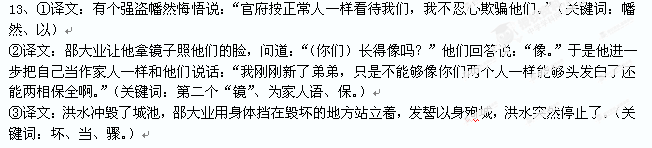 13、①译文：有个强盗幡然悔悟说：“官府按正常人一样看待我们，我不忍心欺骗他们。”（关键词：幡
然、以）
②译文：邵大业让他拿镜子照他们的脸，问道：“（你们）长得像吗？”他们回答说：“像。”于是他进一
步把自己当作家人一样和他们说话：“我刚刚新了弟弟，只是不能够像你们两个人一样能够头发白了还
能两相保全啊。”（关键词：第二个“镜”、为家人语、保。）
③译文：洪水冲毁了城池，邵大业用身体挡在毁坏的地方站立着，发誓以身殉城，洪水突然停止了。（关
键词：坏、当、骤。）